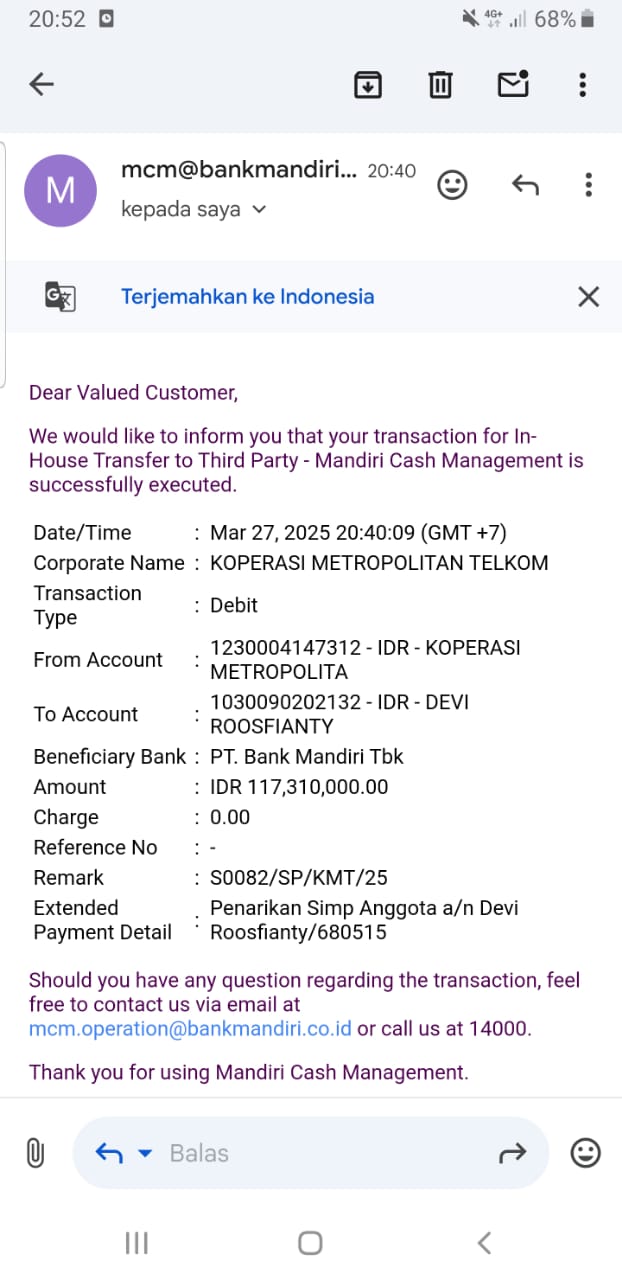 20:52
4G+ 68%
M
mcm@bankmandiri... 20:40
kepada saya
Terjemahkan ke Indonesia
Dear Valued Customer,
We would like to inform you that your transaction for In-
House Transfer to Third Party - Mandiri Cash Management is
successfully executed.
Date/Time : Mar 27, 2025 20:40:09 (GMT +7)
Corporate Name : KOPERASI METROPOLITAN TELKOM
Transaction
Type : Debit
From Account : 1230004147312 - IDR - KOPERASI
METROPOLITA
To Account : 1030090202132 - IDR - DEVI
ROOSFIANTY
Beneficiary Bank : PT. Bank Mandiri Tbk
Amount : IDR 117,310,000.00
Charge : 0.00
Reference No : -
Remark : S0082/SP/KMT/25
Extended
Payment Detail : Penarikan Simp Anggota a/n Devi
Roosfianty/680515
Should you have any question regarding the transaction, feel
free to contact us via email at
mcm.operation@bankmandiri.co.id or call us at 14000.
Thank you for using Mandiri Cash Management.
Balas